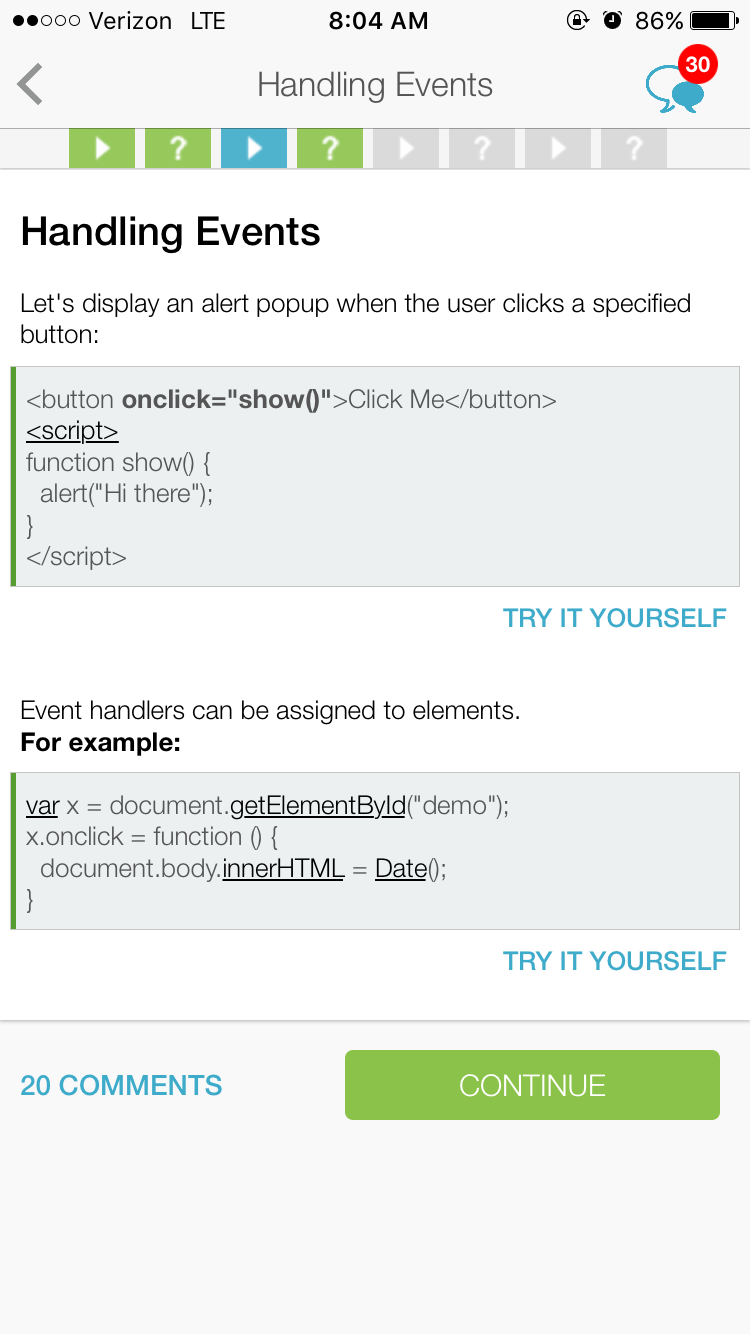 Verizon LTE 8:04 AM 86%
Handling Events 30
? ? ? ?
Handling Events
Let's display an alert popup when the user clicks a specified
button:
<button onclick="show()">Click Me</button>
<script>
function show() {
  alert("Hi there");
}
</script>
TRY IT YOURSELF
Event handlers can be assigned to elements.
For example:
var x = document.getElementById("demo");
x.onclick = function () {
  document.body.innerHTML = Date();
}
TRY IT YOURSELF
20 COMMENTS CONTINUE